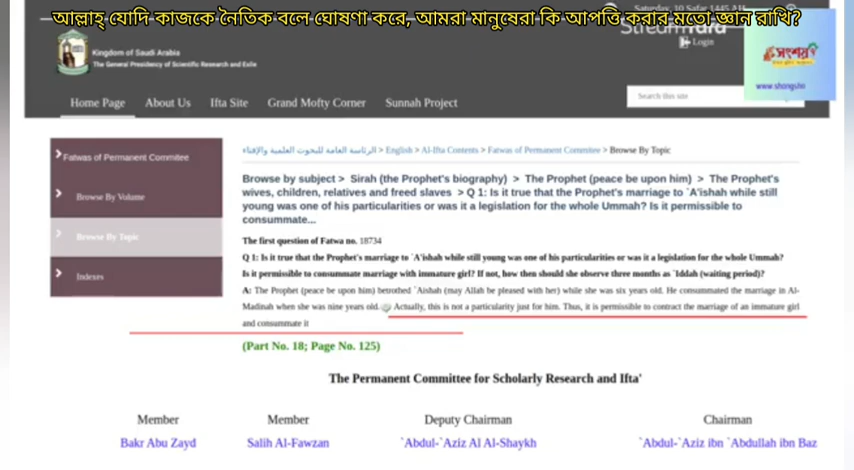 আল্লাহ্ যোদি কাজকে নৈতিক বলে ঘোষণা করে, আমরা মানুষেরা কি আপত্তি করার মতো জ্ঞান রাখি?
Saturday, 10 Safar 1445 AH
Kingdom of Saudi Arabia
The General Presidency of Scientific Research and Ifta
Login
সংশয়
www.shongshoy
Home Page About Us Ifta Site Grand Mofty Corner Sunnah Project
Search this site
Fatwas of Permanent Commitee
Browse By Volume
Browse By Topic
Indexes
الرئاسة العامة للبحوث العلمية والإفتاء > English > Al-Ifta Contents > Fatwas of Permanent Commitee > Browse By Topic
Browse by subject > Sirah (the Prophet's biography) > The Prophet (peace be upon him) > The Prophet's
wives, children, relatives and freed slaves > Q 1: Is it true that the Prophet's marriage to `A'ishah while still
young was one of his particularities or was it a legislation for the whole Ummah? Is it permissible to
consummate...
The first question of Fatwa no. 18734
Q 1: Is it true that the Prophet's marriage to `A'ishah while still young was one of his particularities or was it a legislation for the whole Ummah?
Is it permissible to consummate marriage with immature girl? If not, how then should she observe three months as `Iddah (waiting period)?
A: The Prophet (peace be upon him) betrothed `Aishah (may Allah be pleased with her) while she was six years old. He consummated the marriage in Al-
Madinah when she was nine years old. Actually, this is not a particularity just for him. Thus, it is permissible to contract the marriage of an immature girl
and consummate it
(Part No. 18; Page No. 125)
The Permanent Committee for Scholarly Research and Ifta'
Member Member Deputy Chairman Chairman
Bakr Abu Zayd Salih Al-Fawzan `Abdul-`Aziz Al Al-Shaykh `Abdul-`Aziz ibn `Abdullah ibn Baz